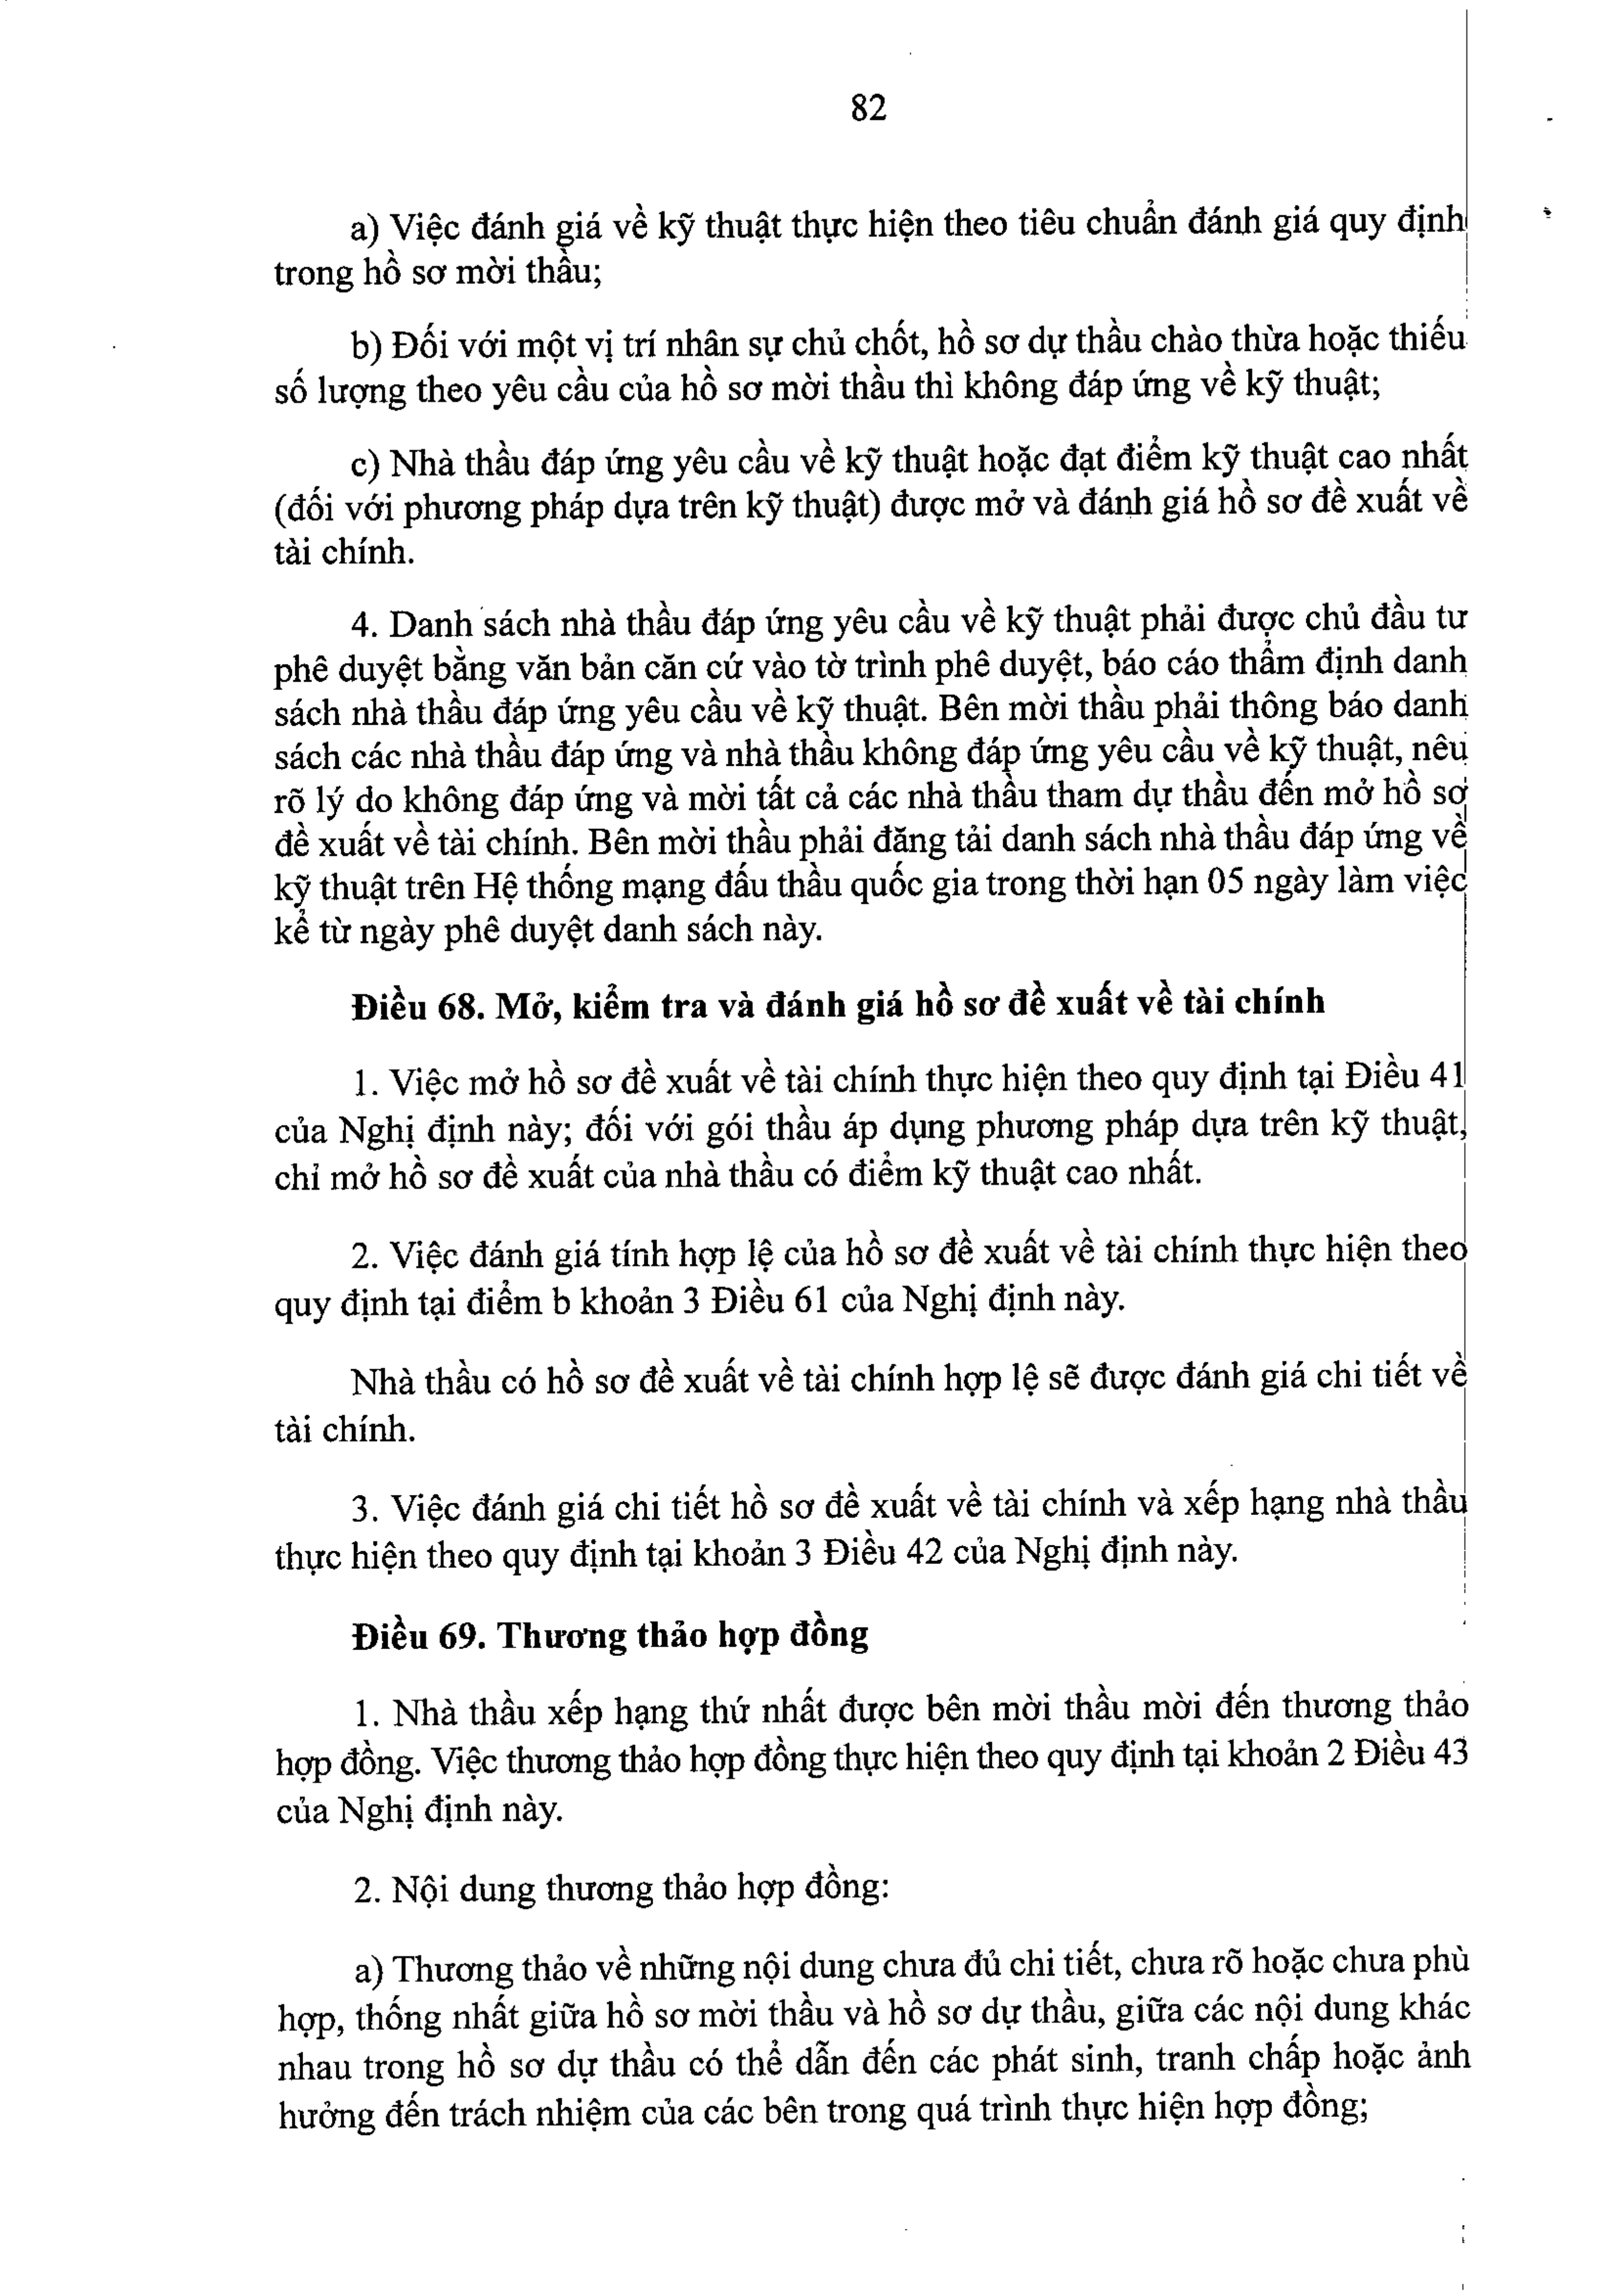 82
a) Việc đánh giá về kỹ thuật thực hiện theo tiêu chuẩn đánh giá quy định
trong hồ sơ mời thầu;
b) Đối với một vị trí nhân sự chủ chốt, hồ sơ dự thầu chào thừa hoặc thiếu
số lượng theo yêu cầu của hồ sơ mời thầu thì không đáp ứng về kỹ thuật;
c) Nhà thầu đáp ứng yêu cầu về kỹ thuật hoặc đạt điểm kỹ thuật cao nhất
(đối với phương pháp dựa trên kỹ thuật) được mở và đánh giá hồ sơ đề xuất về
tài chính.
4. Danh sách nhà thầu đáp ứng yêu cầu về kỹ thuật phải được chủ đầu tư
phê duyệt bằng văn bản căn cứ vào tờ trình phê duyệt, báo cáo thẩm định danh
sách nhà thầu đáp ứng yêu cầu về kỹ thuật. Bên mời thầu phải thông báo danh
sách các nhà thầu đáp ứng và nhà thầu không đáp ứng yêu cầu về kỹ thuật, nêu
rõ lý do không đáp ứng và mời tất cả các nhà thầu tham dự thầu đến mở hồ sơ
đề xuất về tài chính. Bên mời thầu phải đăng tải danh sách nhà thầu đáp ứng về
kỹ thuật trên Hệ thống mạng đấu thầu quốc gia trong thời hạn 05 ngày làm việc
kể từ ngày phê duyệt danh sách này.
Điều 68. Mở, kiểm tra và đánh giá hồ sơ đề xuất về tài chính
1. Việc mở hồ sơ đề xuất về tài chính thực hiện theo quy định tại Điều 41
của Nghị định này; đối với gói thầu áp dụng phương pháp dựa trên kỹ thuật,
chỉ mở hồ sơ đề xuất của nhà thầu có điểm kỹ thuật cao nhất.
2. Việc đánh giá tính hợp lệ của hồ sơ đề xuất về tài chính thực hiện theo
quy định tại điểm b khoản 3 Điều 61 của Nghị định này.
Nhà thầu có hồ sơ đề xuất về tài chính hợp lệ sẽ được đánh giá chi tiết về
tài chính.
3. Việc đánh giá chi tiết hồ sơ đề xuất về tài chính và xếp hạng nhà thầu
thực hiện theo quy định tại khoản 3 Điều 42 của Nghị định này.
Điều 69. Thương thảo hợp đồng
1. Nhà thầu xếp hạng thứ nhất được bên mời thầu mời đến thương thảo
hợp đồng. Việc thương thảo hợp đồng thực hiện theo quy định tại khoản 2 Điều 43
của Nghị định này.
2. Nội dung thương thảo hợp đồng:
a) Thương thảo về những nội dung chưa đủ chi tiết, chưa rõ hoặc chưa phù
hợp, thống nhất giữa hồ sơ mời thầu và hồ sơ dự thầu, giữa các nội dung khác
nhau trong hồ sơ dự thầu có thể dẫn đến các phát sinh, tranh chấp hoặc ảnh
hưởng đến trách nhiệm của các bên trong quá trình thực hiện hợp đồng;